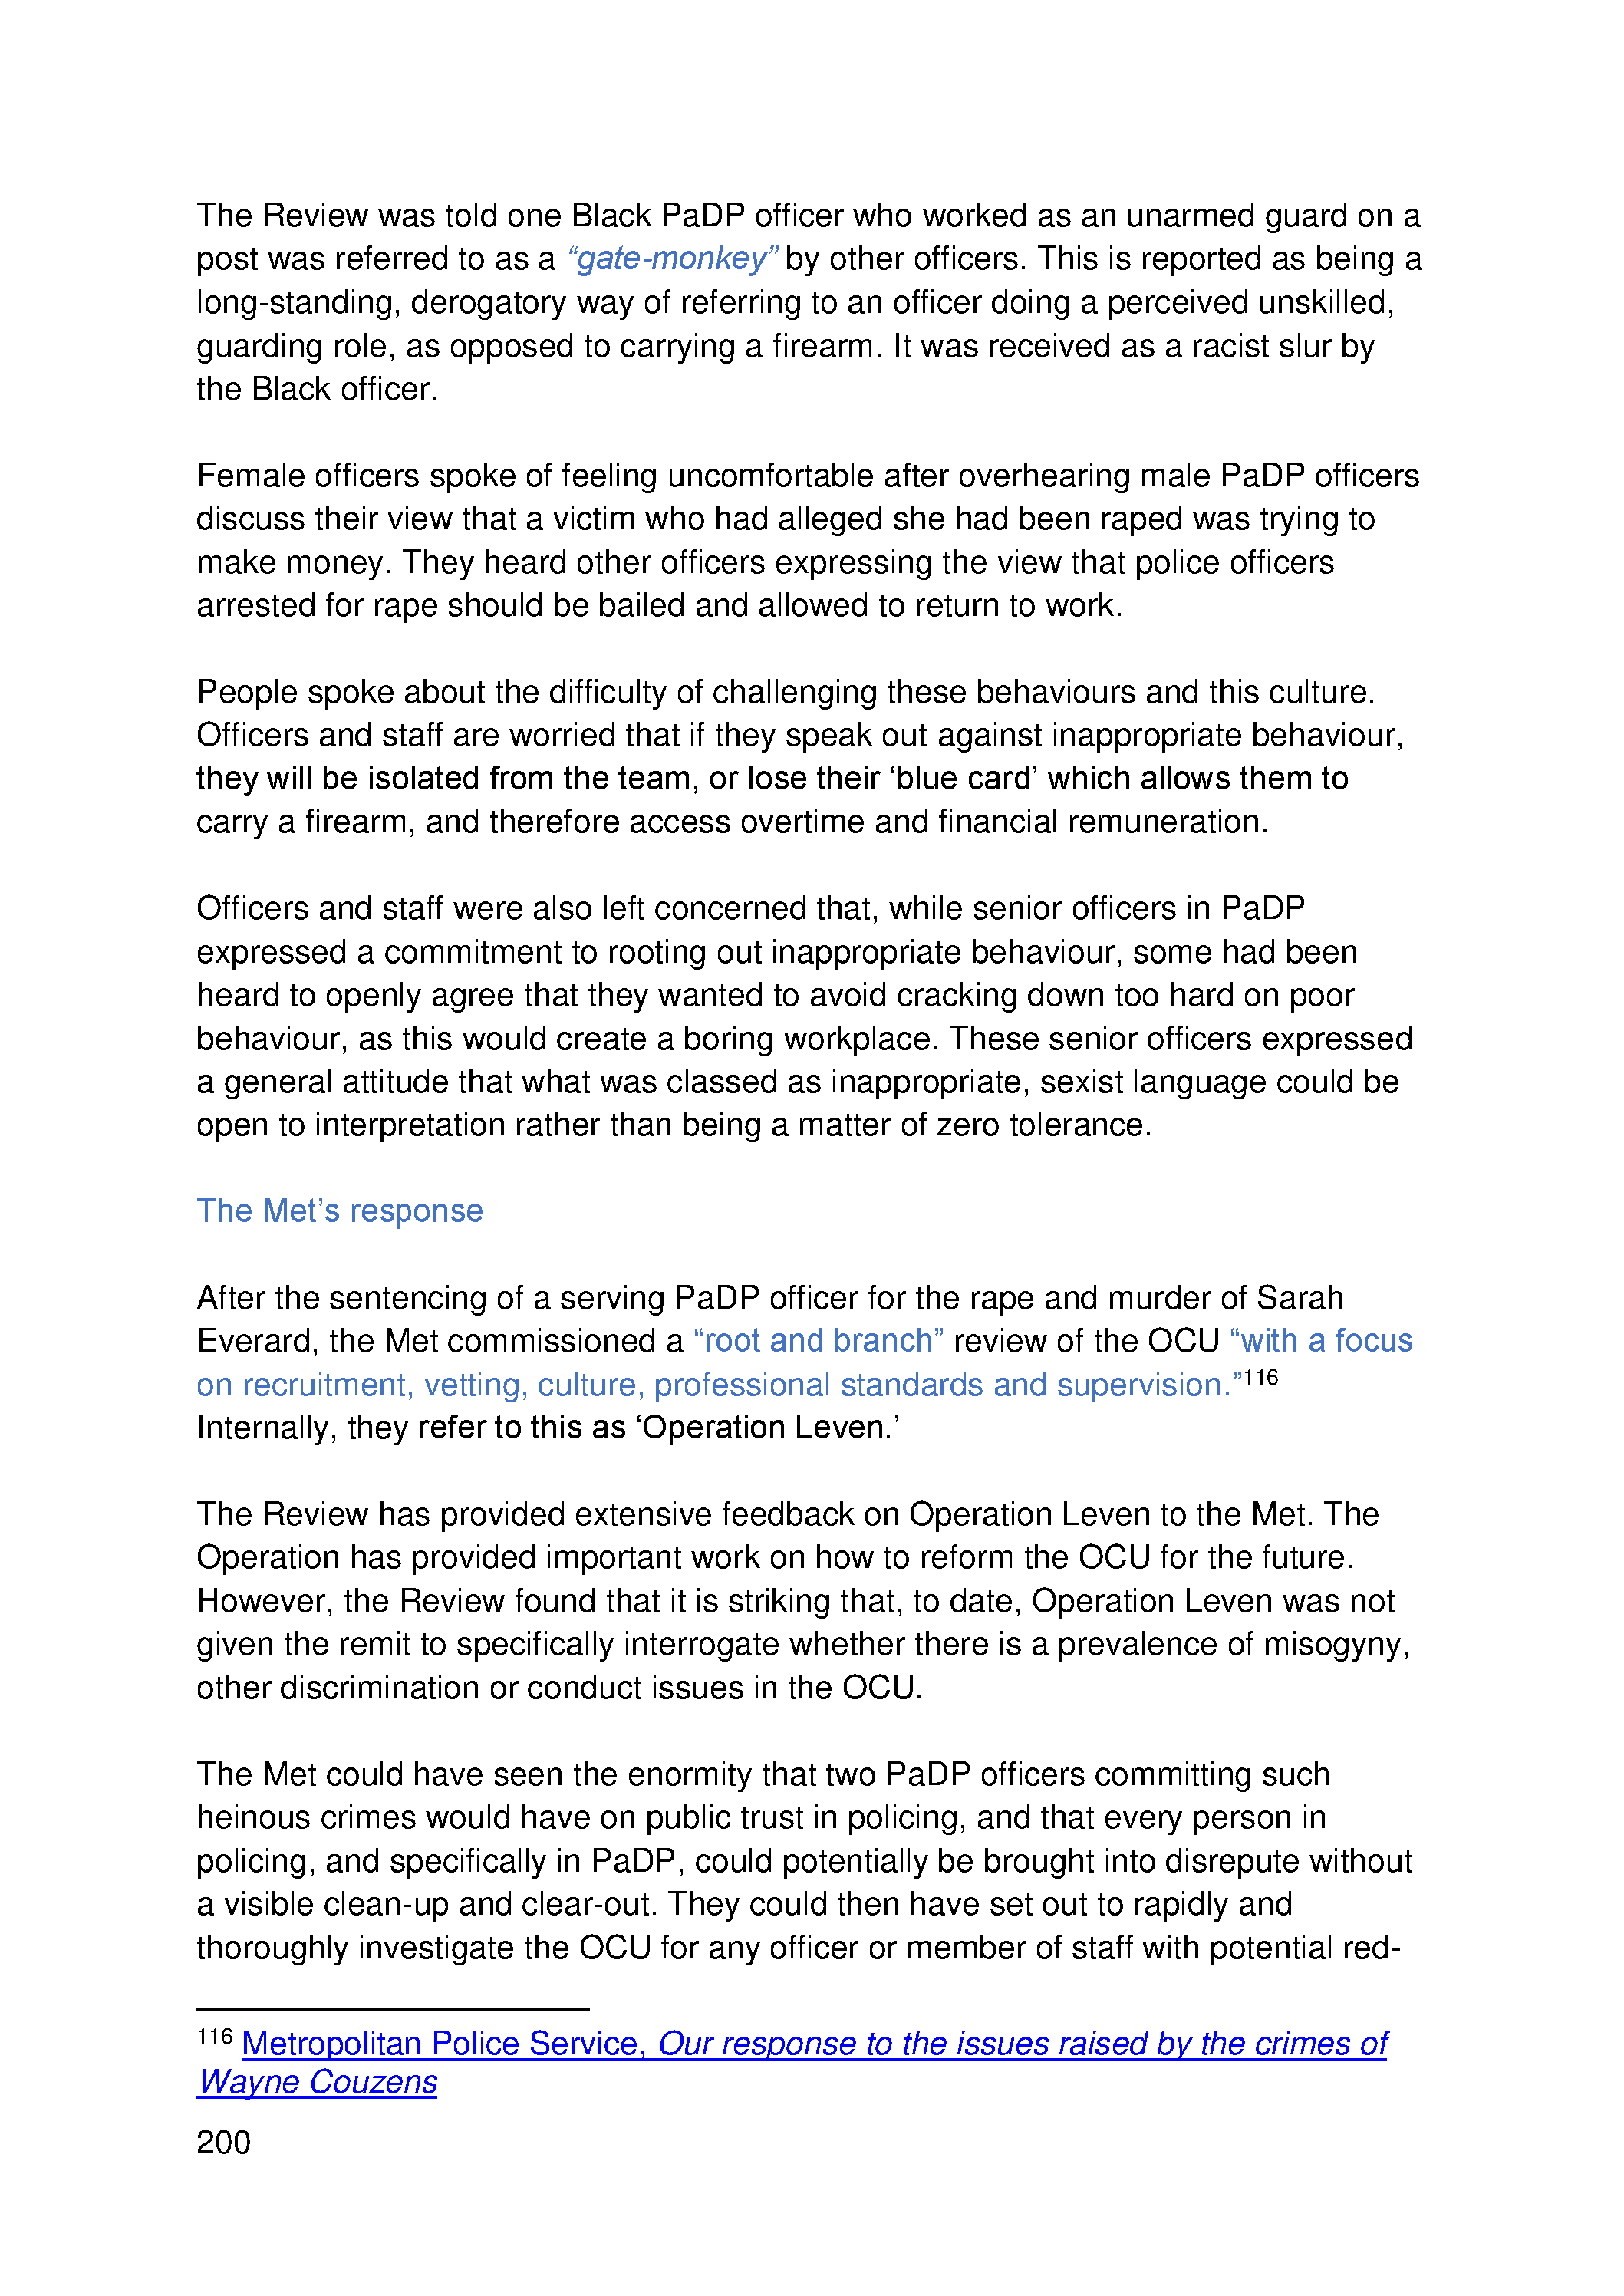 The Review was told one Black PaDP officer who worked as an unarmed guard on a
post was referred to as a “gate-monkey” by other officers. This is reported as being a
long-standing, derogatory way of referring to an officer doing a perceived unskilled,
guarding role, as opposed to carrying a firearm. It was received as a racist slur by
the Black officer.
Female officers spoke of feeling uncomfortable after overhearing male PaDP officers
discuss their view that a victim who had alleged she had been raped was trying to
make money. They heard other officers expressing the view that police officers
arrested for rape should be bailed and allowed to return to work.
People spoke about the difficulty of challenging these behaviours and this culture.
Officers and staff are worried that if they speak out against inappropriate behaviour,
they will be isolated from the team, or lose their ‘blue card’ which allows them to
carry a firearm, and therefore access overtime and financial remuneration.
Officers and staff were also left concerned that, while senior officers in PaDP
expressed a commitment to rooting out inappropriate behaviour, some had been
heard to openly agree that they wanted to avoid cracking down too hard on poor
behaviour, as this would create a boring workplace. These senior officers expressed
a general attitude that what was classed as inappropriate, sexist language could be
open to interpretation rather than being a matter of zero tolerance.
The Met’s response
After the sentencing of a serving PaDP officer for the rape and murder of Sarah
Everard, the Met commissioned a “root and branch” review of the OCU “with a focus
on recruitment, vetting, culture, professional standards and supervision.”116
Internally, they refer to this as ‘Operation Leven.’
The Review has provided extensive feedback on Operation Leven to the Met. The
Operation has provided important work on how to reform the OCU for the future.
However, the Review found that it is striking that, to date, Operation Leven was not
given the remit to specifically interrogate whether there is a prevalence of misogyny,
other discrimination or conduct issues in the OCU.
The Met could have seen the enormity that two PaDP officers committing such
heinous crimes would have on public trust in policing, and that every person in
policing, and specifically in PaDP, could potentially be brought into disrepute without
a visible clean-up and clear-out. They could then have set out to rapidly and
thoroughly investigate the OCU for any officer or member of staff with potential red-
116 Metropolitan Police Service, Our response to the issues raised by the crimes of
Wayne Couzens
200